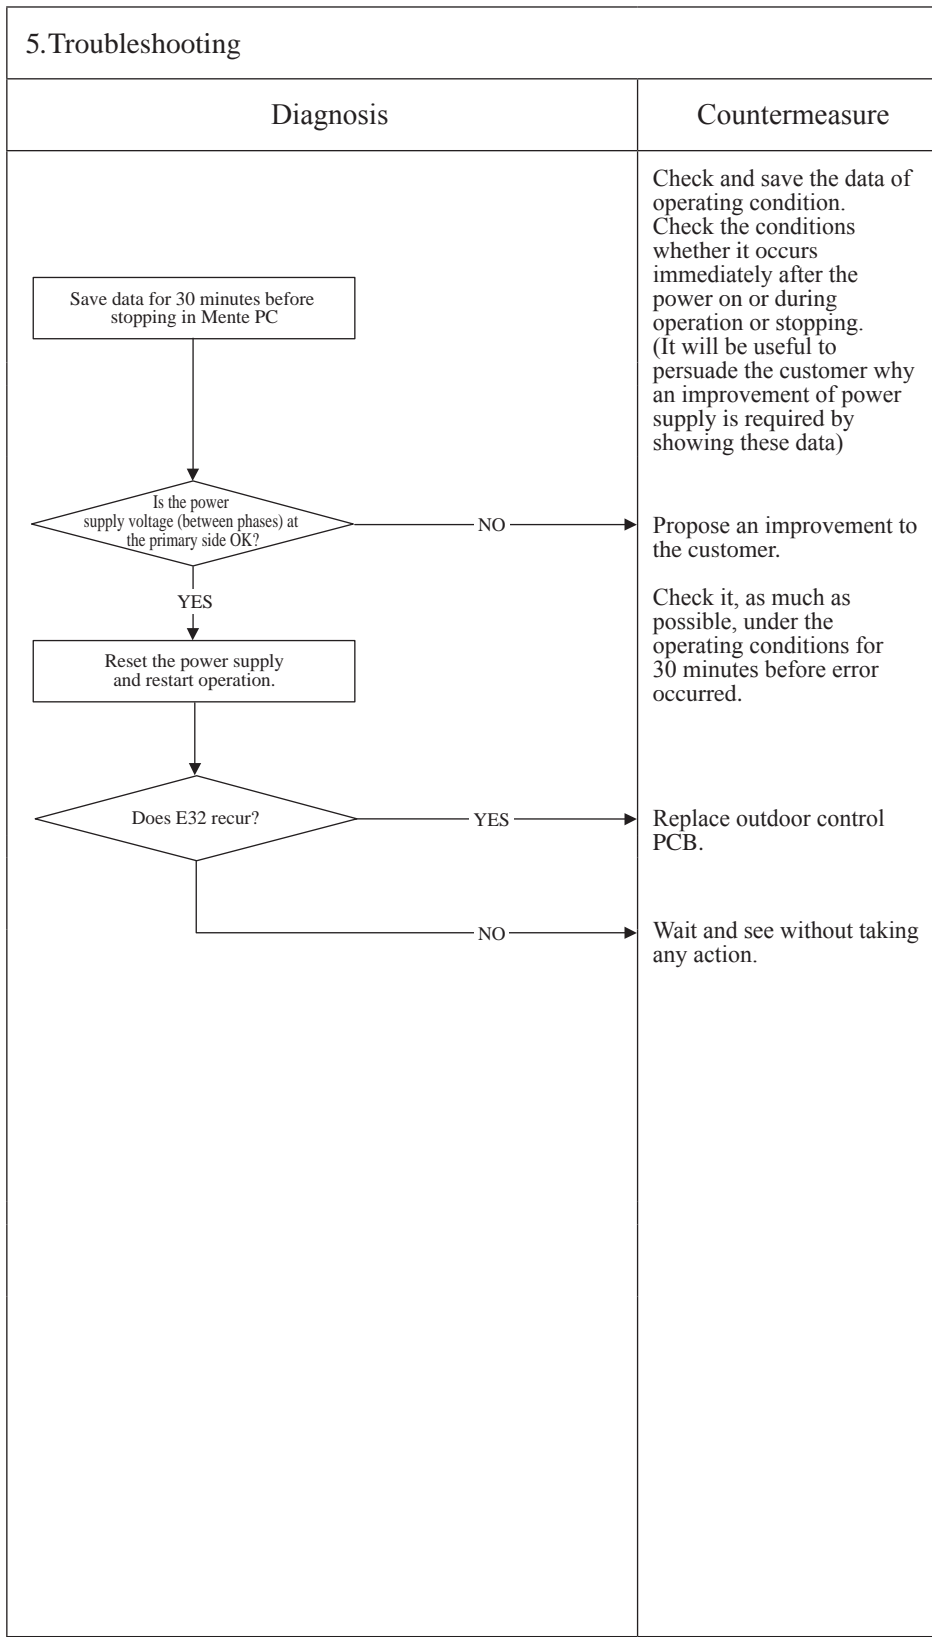 5.Troubleshooting
Diagnosis
Countermeasure
Check and save the data of
operating condition.
Check the conditions
whether it occurs
immediately after the
power on or during
operation or stopping.
(It will be useful to
persuade the customer why
an improvement of power
supply is required by
showing these data)
Save data for 30 minutes before
stopping in Mente PC
Is the power
supply voltage (between phases) at
the primary side OK?
NO
Propose an improvement to
the customer.
YES
Check it, as much as
possible, under the
operating conditions for
30 minutes before error
occurred.
Reset the power supply
and restart operation.
Does E32 recur?
YES
Replace outdoor control
PCB.
NO
Wait and see without taking
any action.